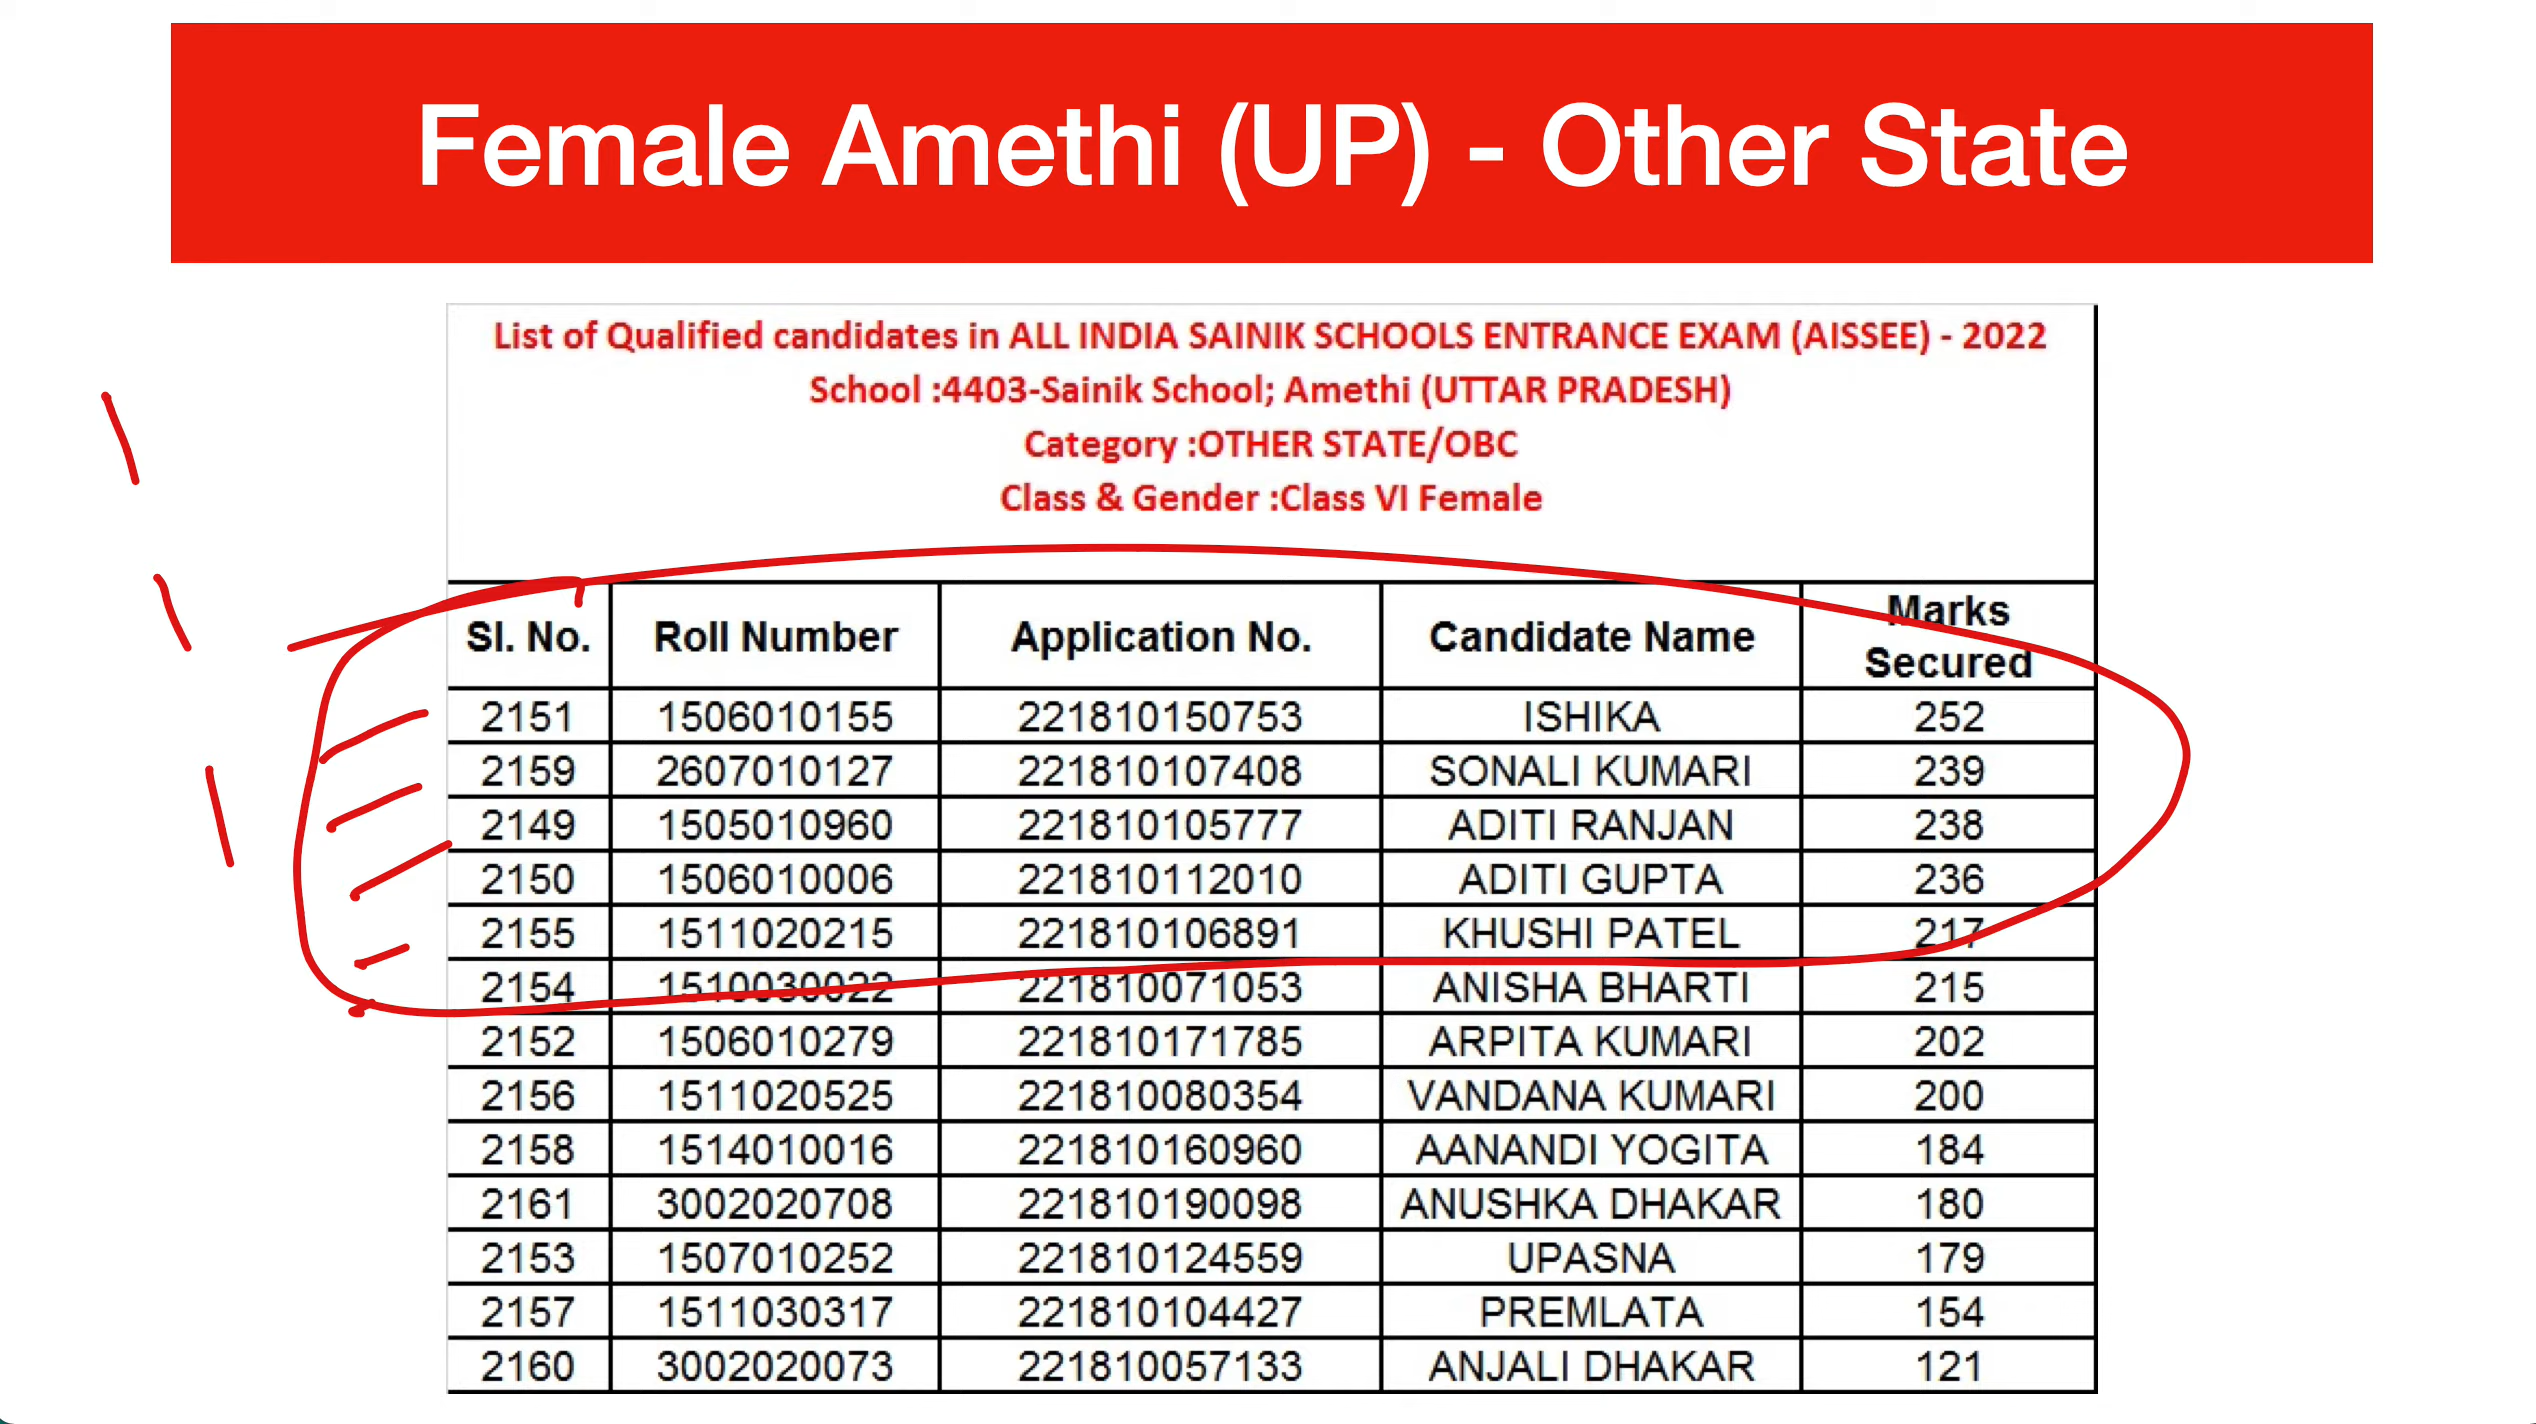 Female Amethi (UP) - Other State
List of Qualified candidates in ALL INDIA SAINIK SCHOOLS ENTRANCE EXAM (AISSEE) - 2022
School :4403-Sainik School; Amethi (UTTAR PRADESH)
Category :OTHER STATE/OBC
Class & Gender :Class VI Female
Sl. No. Roll Number Application No. Candidate Name Marks Secured
2151 1506010155 221810150753 ISHIKA 252
2159 2607010127 221810107408 SONALI KUMARI 239
2149 1505010960 221810105777 ADITI RANJAN 238
2150 1506010006 221810112010 ADITI GUPTA 236
2155 1511020215 221810106891 KHUSHI PATEL 217
2154 1510030022 221810071053 ANISHA BHARTI 215
2152 1506010279 221810171785 ARPITA KUMARI 202
2156 1511020525 221810080354 VANDANA KUMARI 200
2158 1514010016 221810160960 AANANDI YOGITA 184
2161 3002020708 221810190098 ANUSHKA DHAKAR 180
2153 1507010252 221810124559 UPASNA 179
2157 1511030317 221810104427 PREMLATA 154
2160 3002020073 221810057133 ANJALI DHAKAR 121